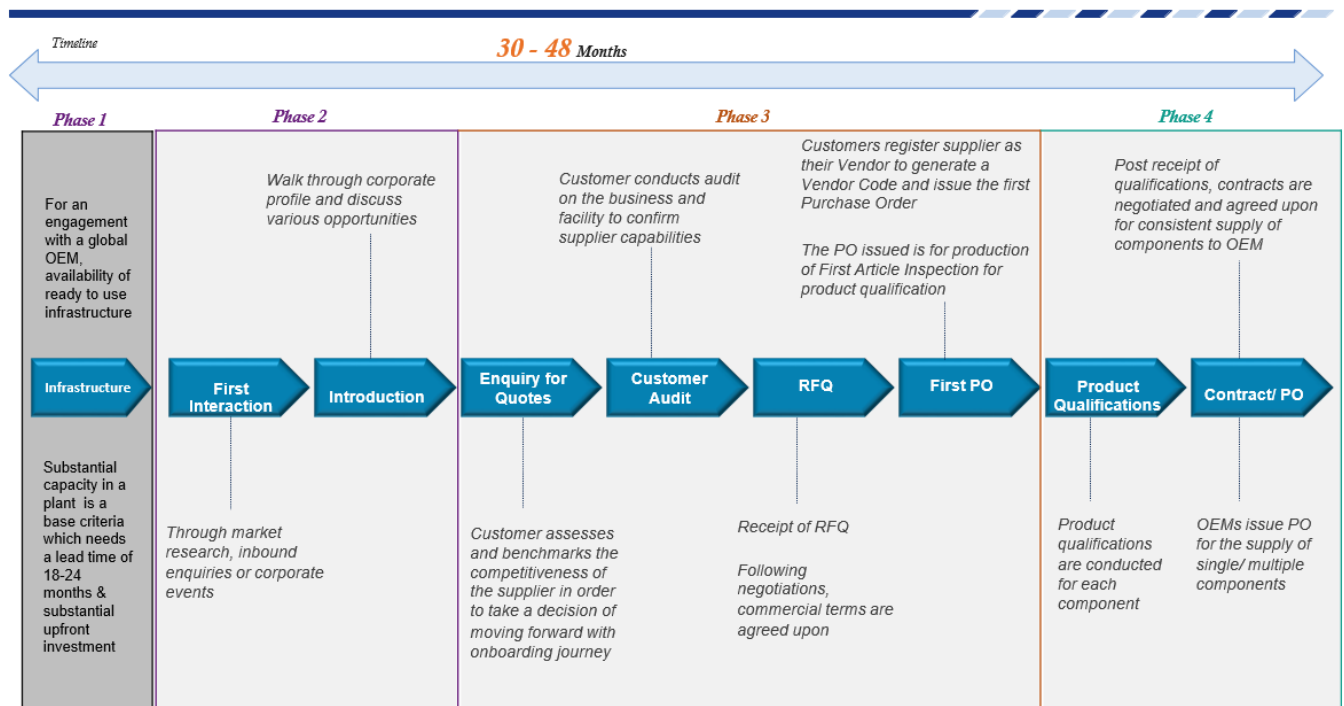 Timeline
30 - 48 Months
Phase 1
Phase 2
Phase 3
Phase 4
For an
engagement
with a global
OEM,
availability of
ready to use
infrastructure
Infrastructure
Substantial
capacity in a
plant is a
base criteria
which needs
a lead time of
18-24
months &
substantial
upfront
investment
Walk through corporate
profile and discuss
various opportunities
First
Interaction
Introduction
Through market
research, inbound
enquiries or corporate
events
Customer conducts audit
on the business and
facility to confirm
supplier capabilities
Customers register supplier as
their Vendor to generate a
Vendor Code and issue the first
Purchase Order
The PO issued is for production
of First Article Inspection for
product qualification
Enquiry for
Quotes
Customer
Audit
RFQ
First PO
Customer assesses
and benchmarks the
competitiveness of
the supplier in order
to take a decision of
moving forward with
onboarding journey
Receipt of RFQ
Following
negotiations,
commercial terms are
agreed upon
Post receipt of
qualifications, contracts are
negotiated and agreed upon
for consistent supply of
components to OEM
Product
Qualifications
Contract/ PO
Product
qualifications
are conducted
for each
component
OEMs issue PO
for the supply of
single/ multiple
components